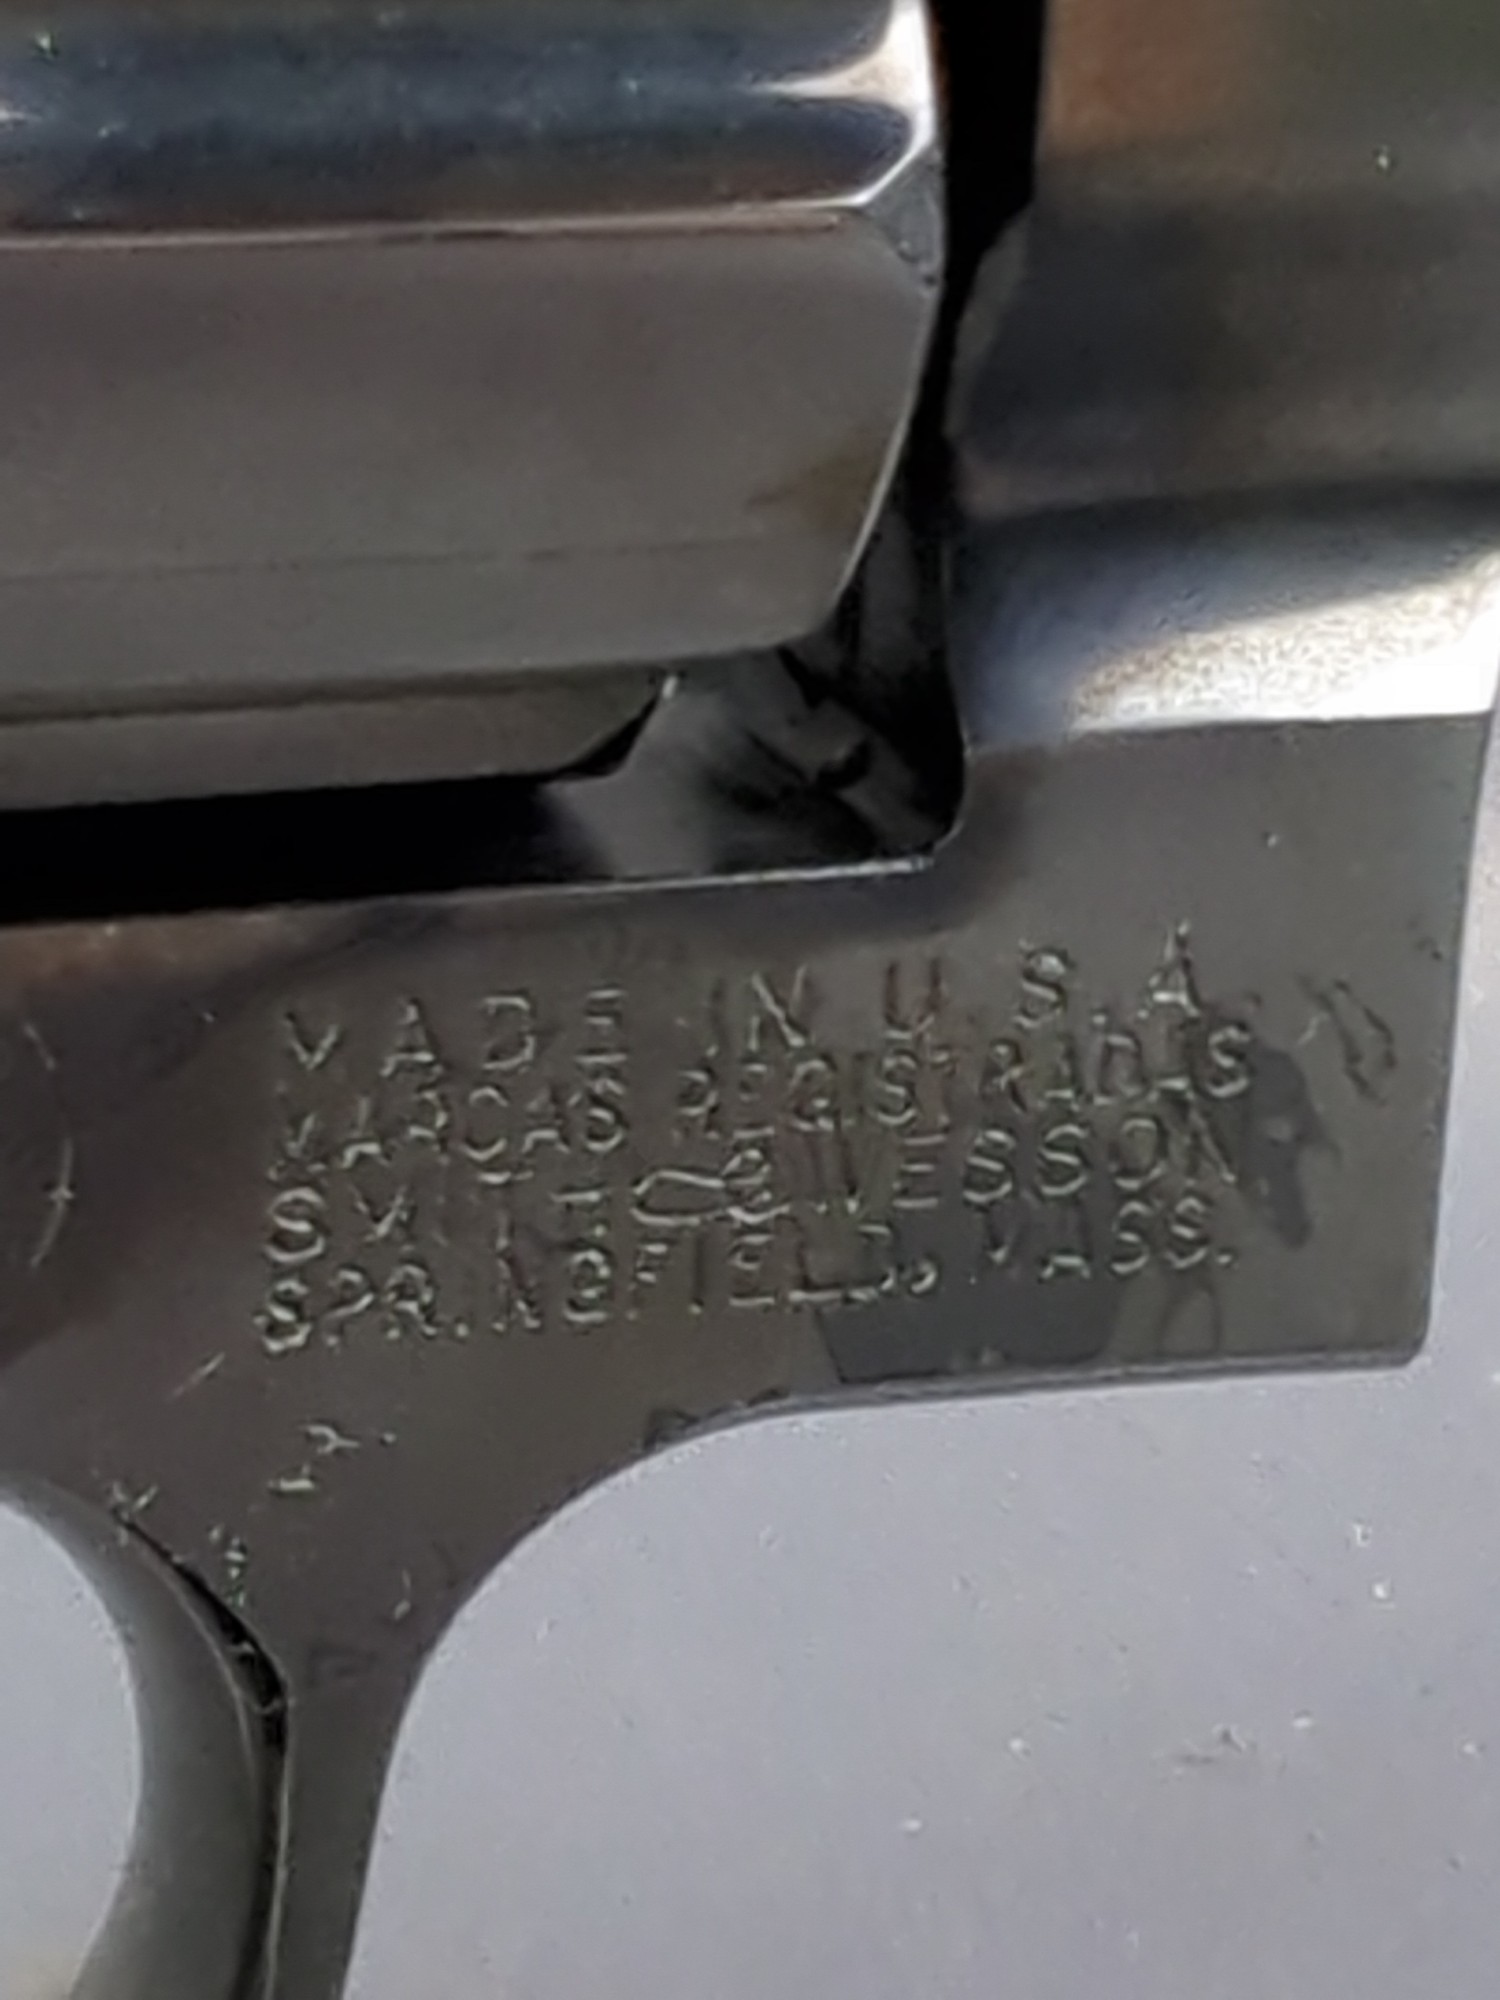 MADE IN U.S.A.
MARCAS REGISTRADAS
SMITH & WESSON
SPRINGFIELD, MASS.